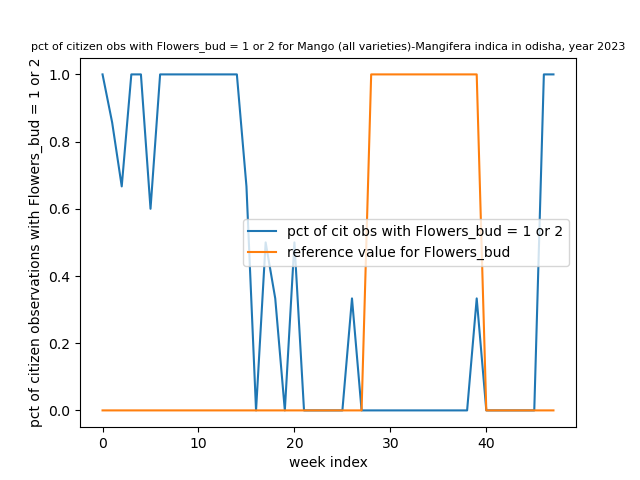 pct of citizen obs with Flowers_bud = 1 or 2 for Mango (all varieties)-Mangifera indica in odisha, year 2023
pct of citizen observations with Flowers_bud = 1 or 2
1.0
0.8
0.6
0.4
0.2
0.0
pct of cit obs with Flowers_bud = 1 or 2
reference value for Flowers_bud
0 10 20 30 40
week index